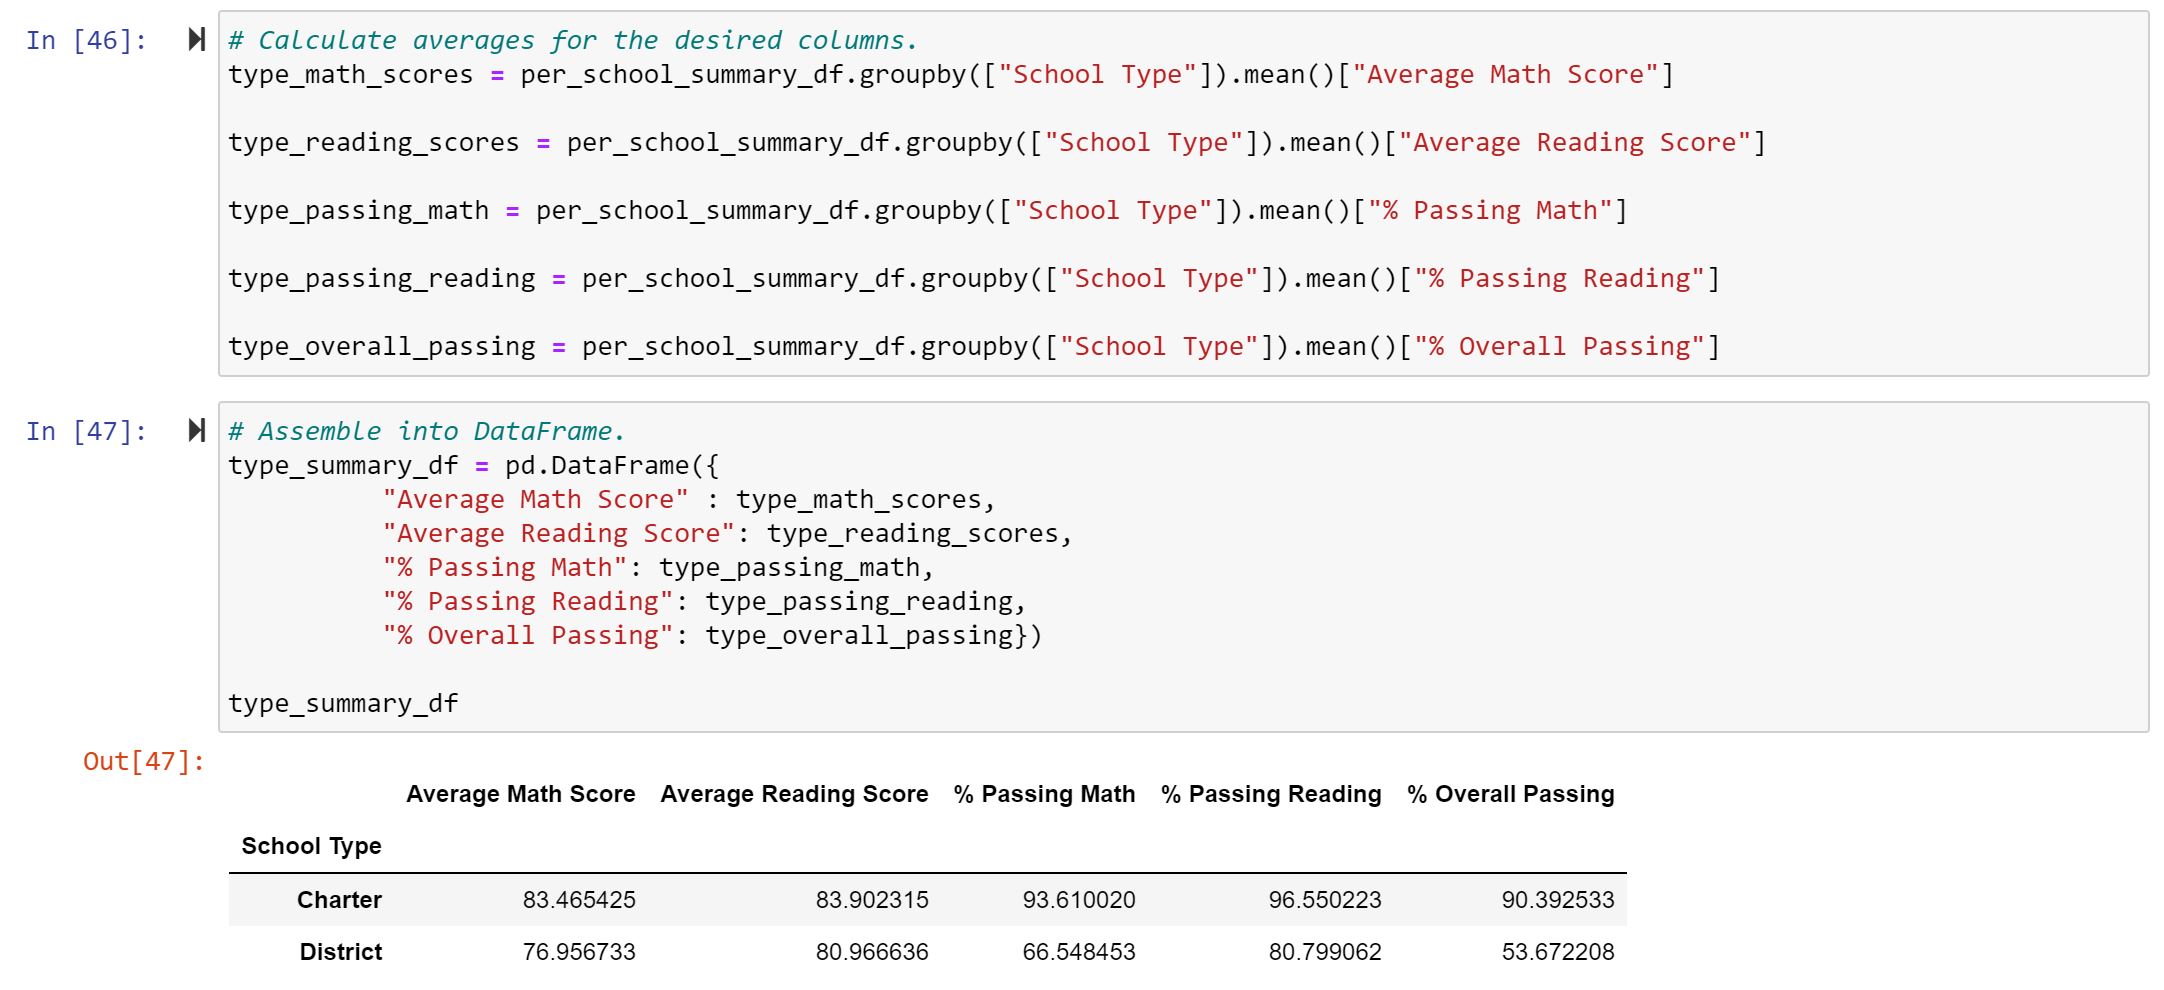 In [46]: # Calculate averages for the desired columns.
type_math_scores = per_school_summary_df.groupby(["School Type"]).mean()["Average Math Score"]
type_reading_scores = per_school_summary_df.groupby(["School Type"]).mean()["Average Reading Score"]
type_passing_math = per_school_summary_df.groupby(["School Type"]).mean()["% Passing Math"]
type_passing_reading = per_school_summary_df.groupby(["School Type"]).mean()["% Passing Reading"]
type_overall_passing = per_school_summary_df.groupby(["School Type"]).mean()["% Overall Passing"]
In [47]: # Assemble into DataFrame.
type_summary_df = pd.DataFrame({
"Average Math Score" : type_math_scores,
"Average Reading Score": type_reading_scores,
"% Passing Math": type_passing_math,
"% Passing Reading": type_passing_reading,
"% Overall Passing": type_overall_passing})
type_summary_df
Out[47]:
Average Math Score Average Reading Score % Passing Math % Passing Reading % Overall Passing
School Type
Charter 83.465425 83.902315 93.610020 96.550223 90.392533
District 76.956733 80.966636 66.548453 80.799062 53.672208